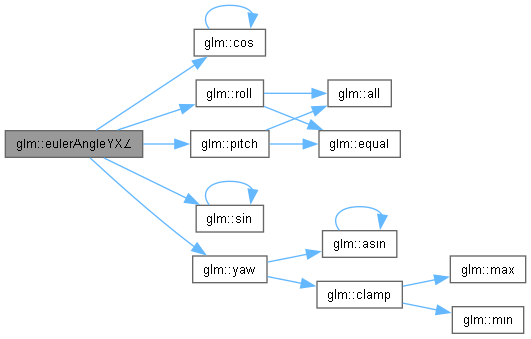 glm::cos
glm::roll
glm::all
glm::eulerAngleYXZ
glm::pitch
glm::equal
glm::sin
glm::asin
glm::yaw
glm::max
glm::clamp
glm::min